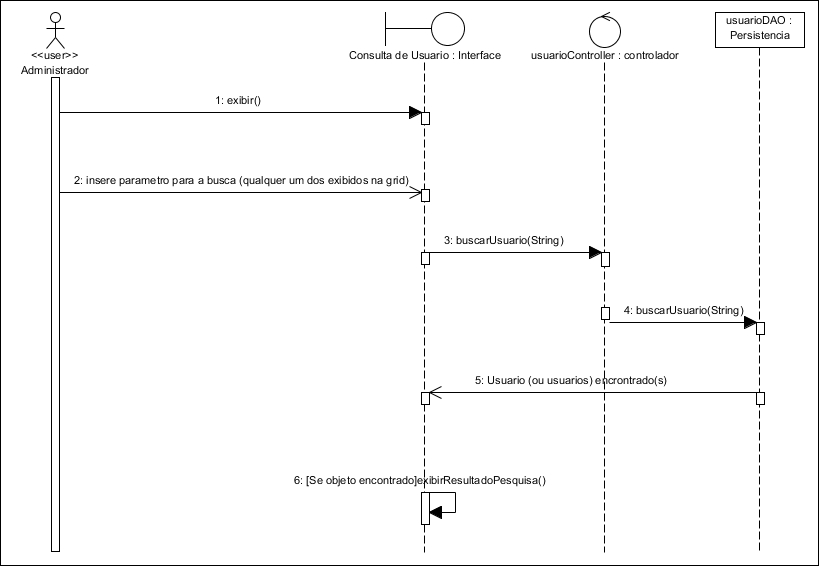 <<user>>
Administrador
Consulta de Usuario : Interface
usuarioController : controlador
usuarioDAO :
Persistencia
1: exibir()
2: insere parametro para a busca (qualquer um dos exibidos na grid)
3: buscarUsuario(String)
4: buscarUsuario(String)
5: Usuario (ou usuarios) encrontrado(s)
6: [Se objeto encontrado]exibirResultadoPesquisa()